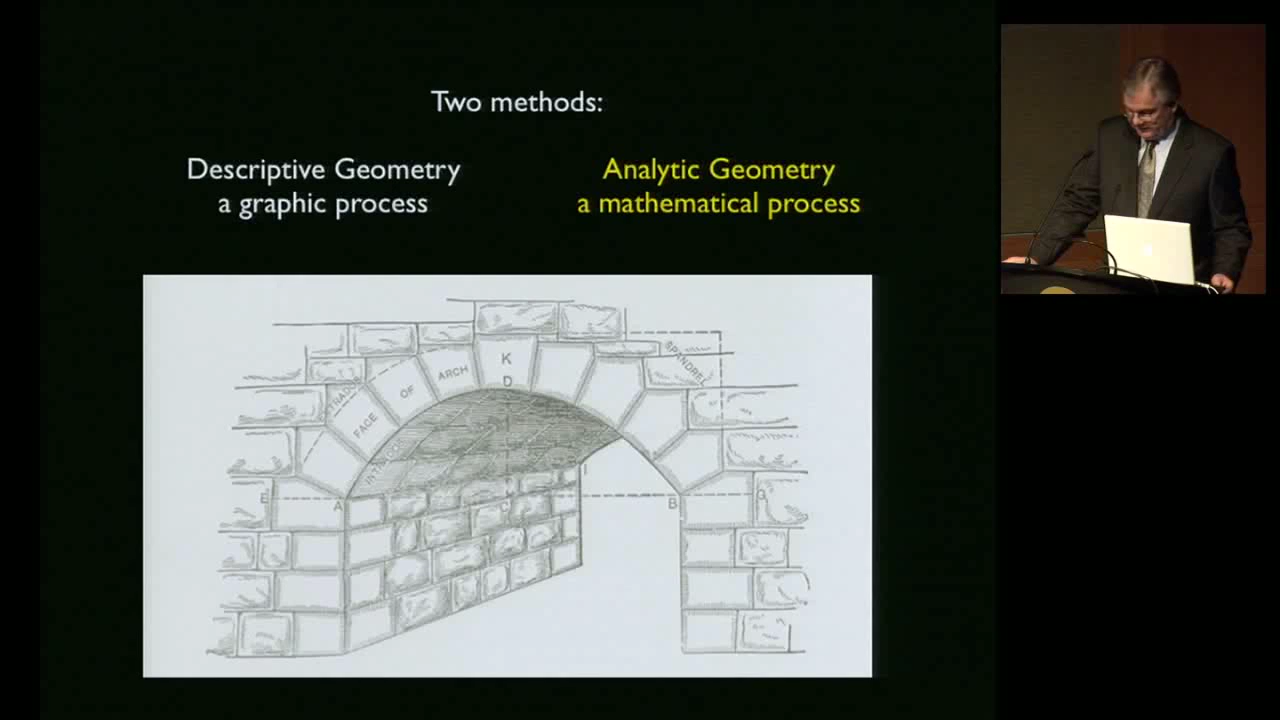 Two methods:
Descriptive Geometry
a graphic process
Analytic Geometry
a mathematical process
K
D
SPANDREL
ARCH
OF
FACE
E
A
C
B
G